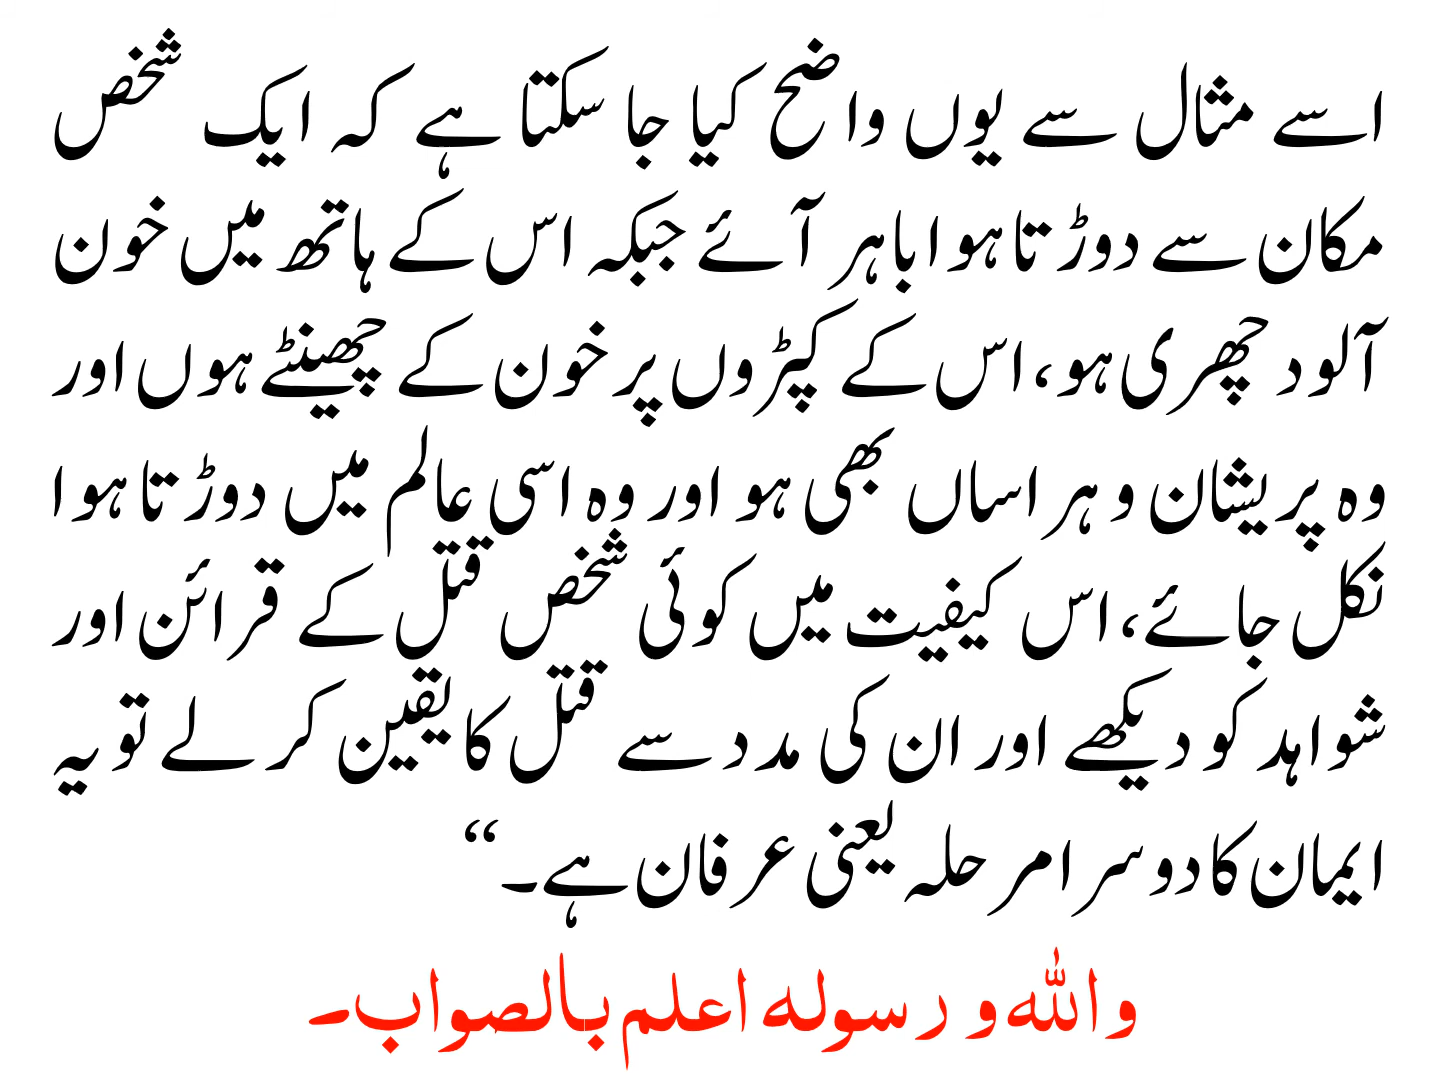 اسے مثال سے یوں واضح کیا جا سکتا ہے کہ ایک شخص
مکان سے دوڑتا ہوا باہر آئے جبکہ اس کے ہاتھ میں خون
آلود چھری ہو، اس کے کپڑوں پر خون کے چھینٹے ہوں اور
وہ پریشان و ہراساں بھی ہو اور وہ اسی عالم میں دوڑتا ہوا
نکل جائے، اس کیفیت میں کوئی شخص قتل کے قرائن اور
شواہد کو دیکھے اور ان کی مدد سے قتل کا یقین کر لے تو یہ
ایمان کا دوسرا مرحلہ یعنی عرفان ہے۔“
واللہ و رسولہ اعلم بالصواب۔